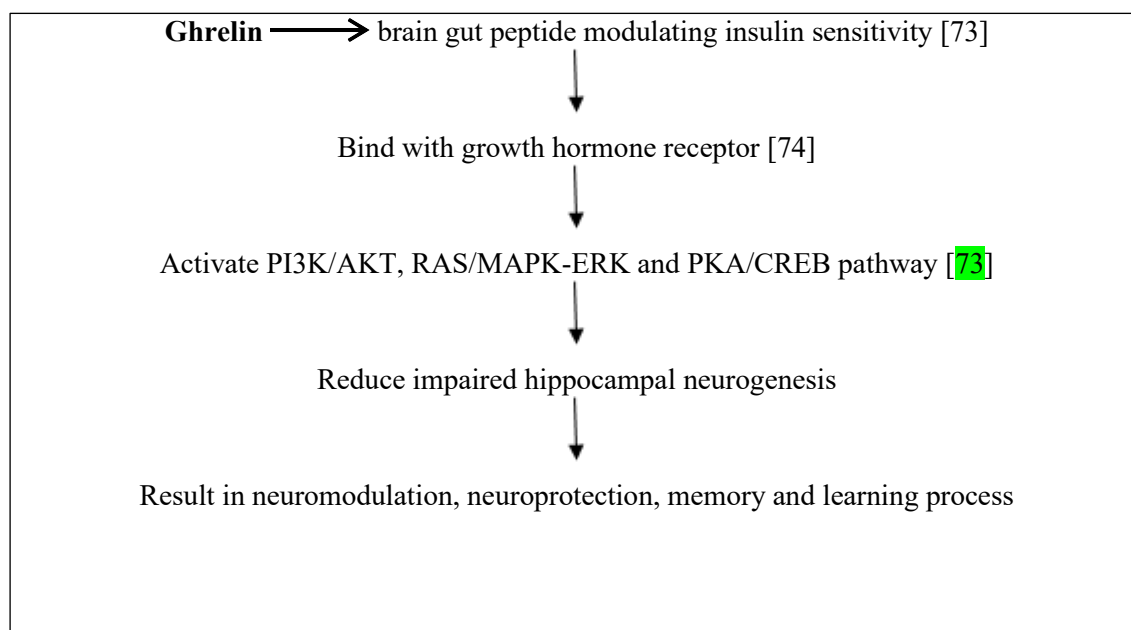 Ghrelin brain gut peptide modulating insulin sensitivity [73]
Bind with growth hormone receptor [74]
Activate PI3K/AKT, RAS/MAPK-ERK and PKA/CREB pathway [73]
Reduce impaired hippocampal neurogenesis
Result in neuromodulation, neuroprotection, memory and learning process